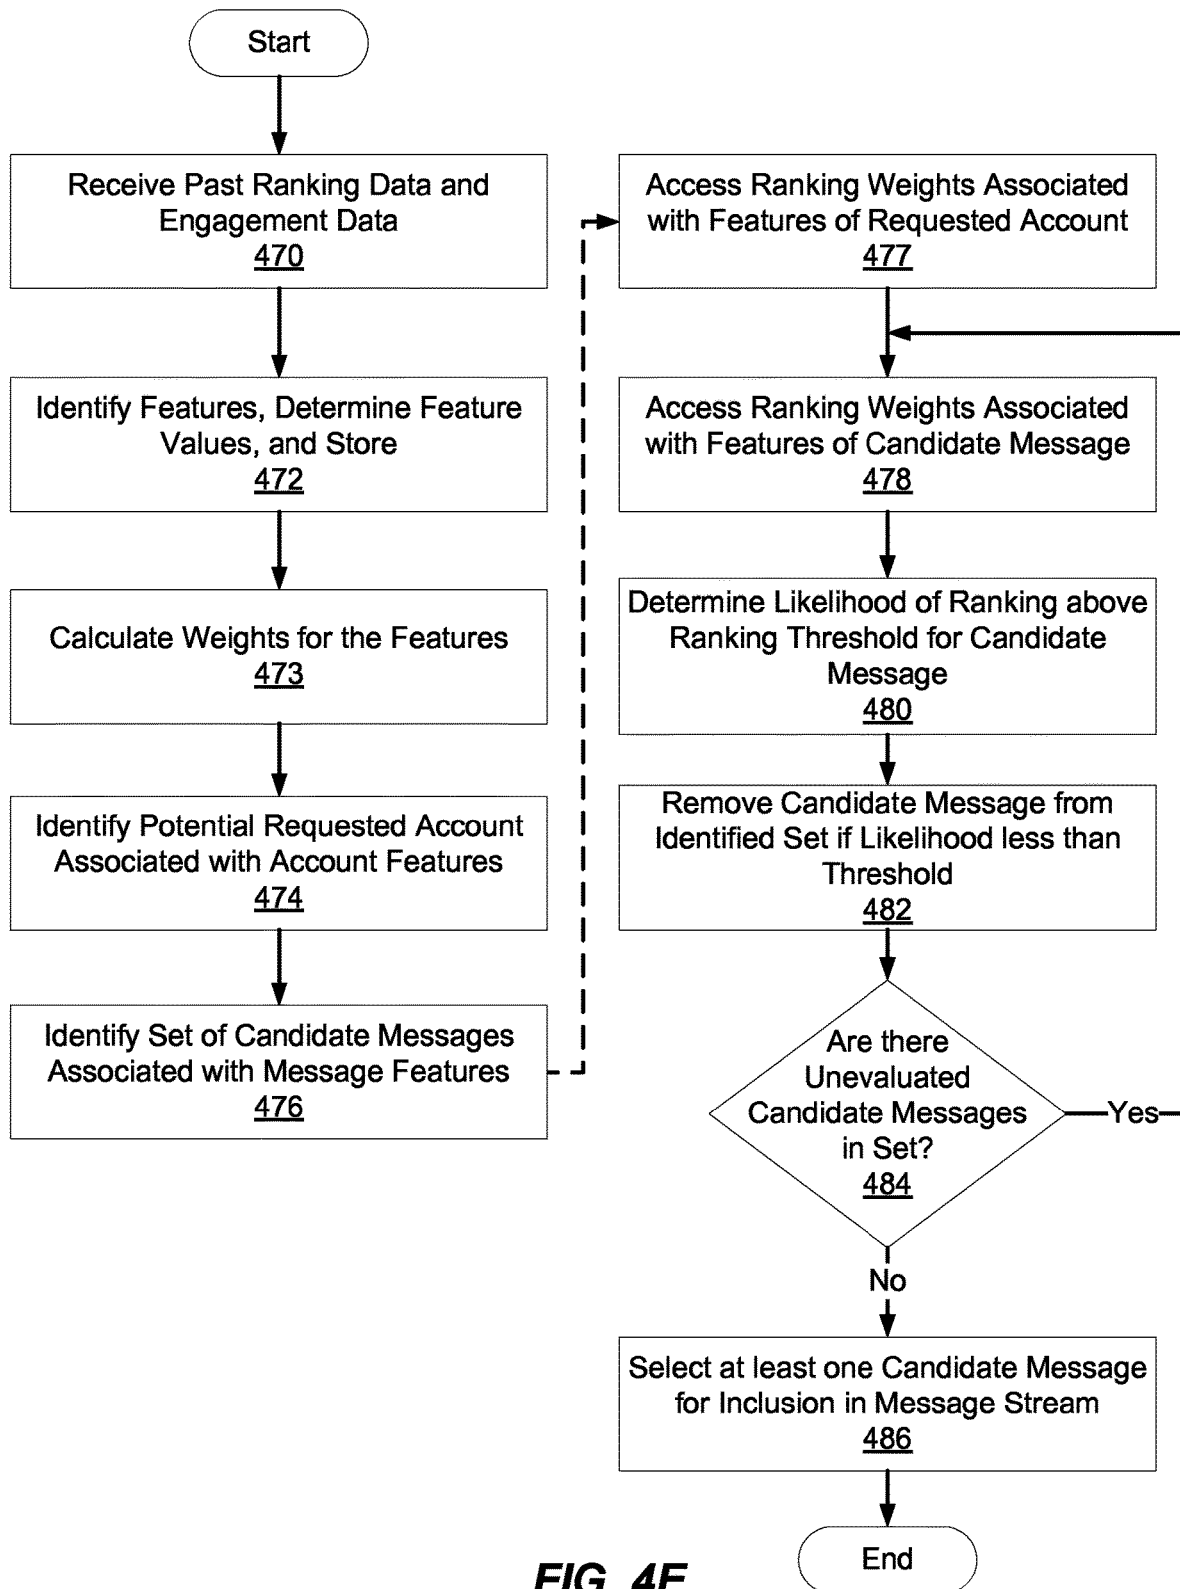 Start
Receive Past Ranking Data and
Engagement Data
470
Identify Features, Determine Feature
Values, and Store
472
Calculate Weights for the Features
473
Identify Potential Requested Account
Associated with Account Features
474
Identify Set of Candidate Messages
Associated with Message Features
476
Access Ranking Weights Associated
with Features of Requested Account
477
Access Ranking Weights Associated
with Features of Candidate Message
478
Determine Likelihood of Ranking above
Ranking Threshold for Candidate
Message
480
Remove Candidate Message from
Identified Set if Likelihood less than
Threshold
482
Are there
Unevaluated
Candidate Messages
in Set?
484
Yes
No
Select at least one Candidate Message
for Inclusion in Message Stream
486
End
FIG.